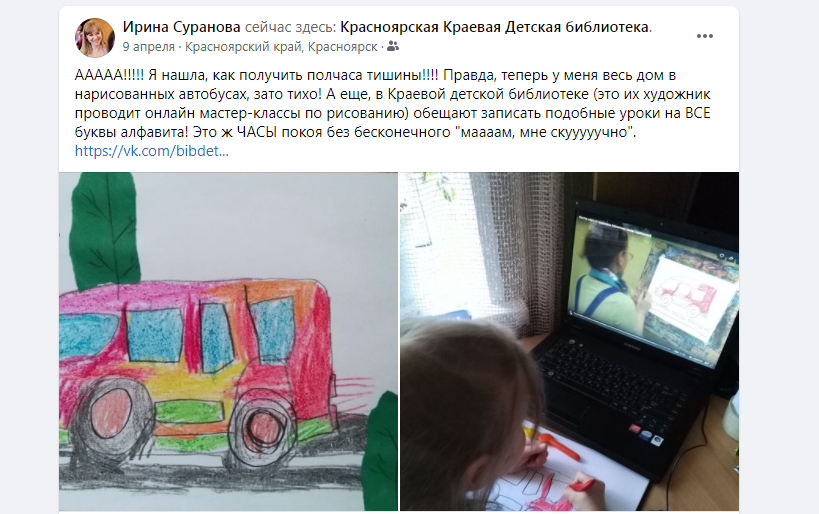 Ирина Суранова сейчас здесь: Красноярская Краевая Детская библиотека.
9 апреля · Красноярский край, Красноярск ·
ААААА!!!!! Я нашла, как получить полчаса тишины!!!! Правда, теперь у меня весь дом в
нарисованных автобусах, зато тихо! А еще, в Краевой детской библиотеке (это их художник
проводит онлайн мастер-классы по рисованию) обещают записать подобные уроки на ВСЕ
буквы алфавита! Это ж ЧАСЫ покоя без бесконечного "маааам, мне скууууучно".
https://vk.com/bibdet...